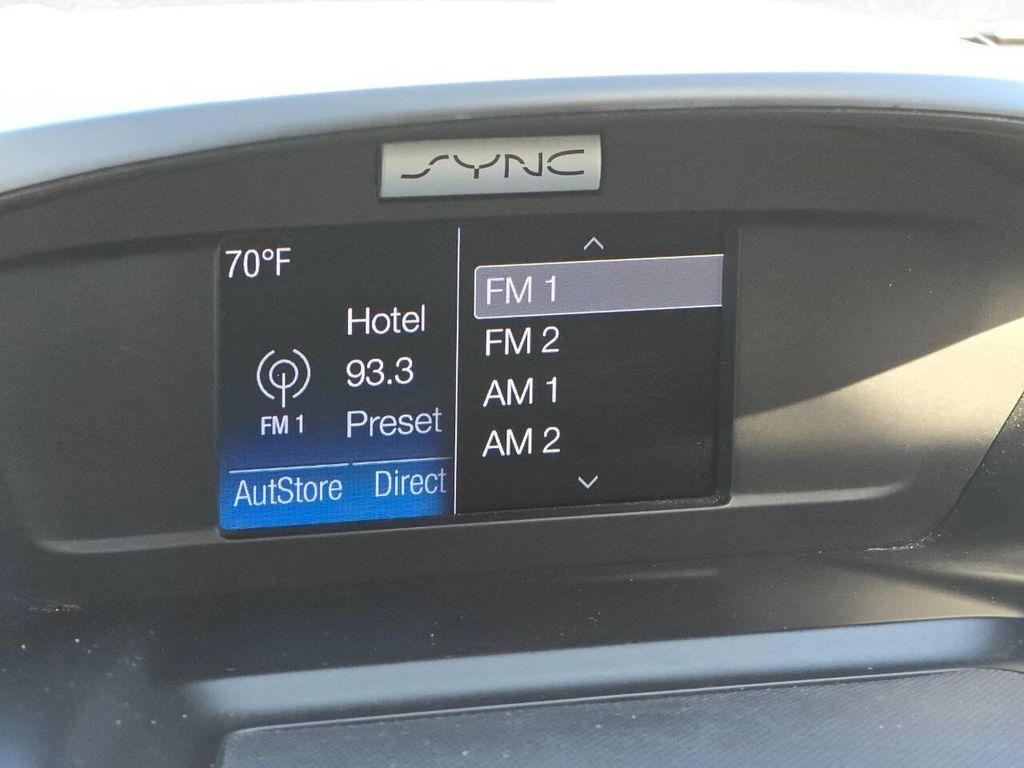 SYNC
70°F
Hotel
93.3
FM 1
Preset
AutStore
Direct
FM 1
FM 2
AM 1
AM 2